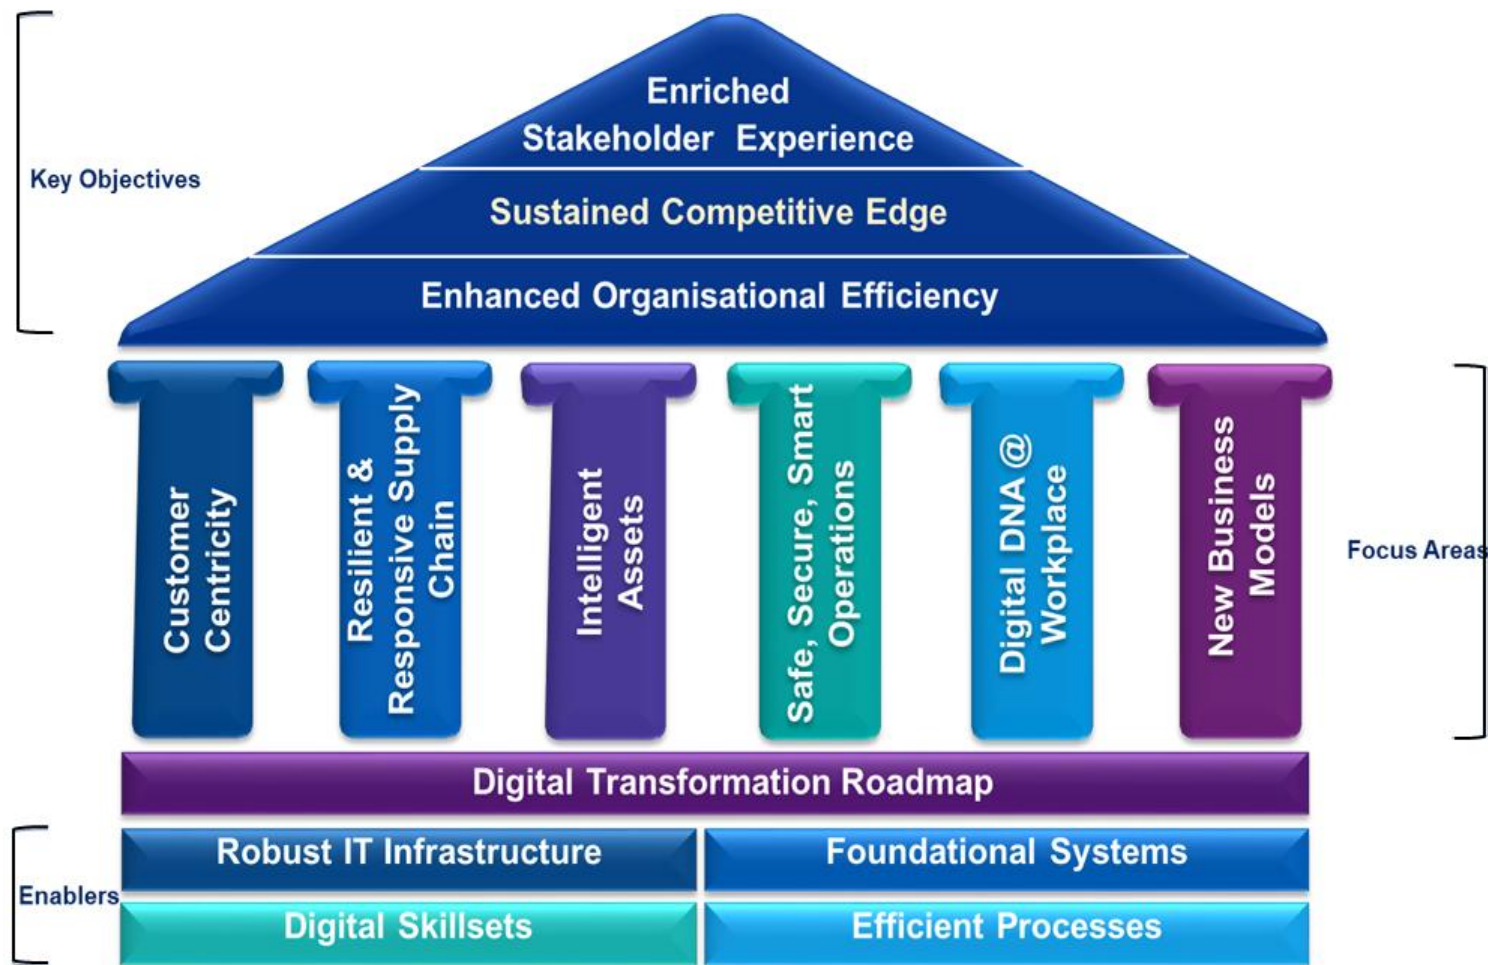 Enriched
Stakeholder Experience
Key Objectives
Sustained Competitive Edge
Enhanced Organisational Efficiency
Customer
Centricity
Resilient &
Responsive Supply
Chain
Intelligent
Assets
Safe, Secure, Smart
Operations
Digital DNA @
Workplace
New Business
Models
Focus Areas
Digital Transformation Roadmap
Robust IT Infrastructure
Foundational Systems
Enablers
Digital Skillsets
Efficient Processes